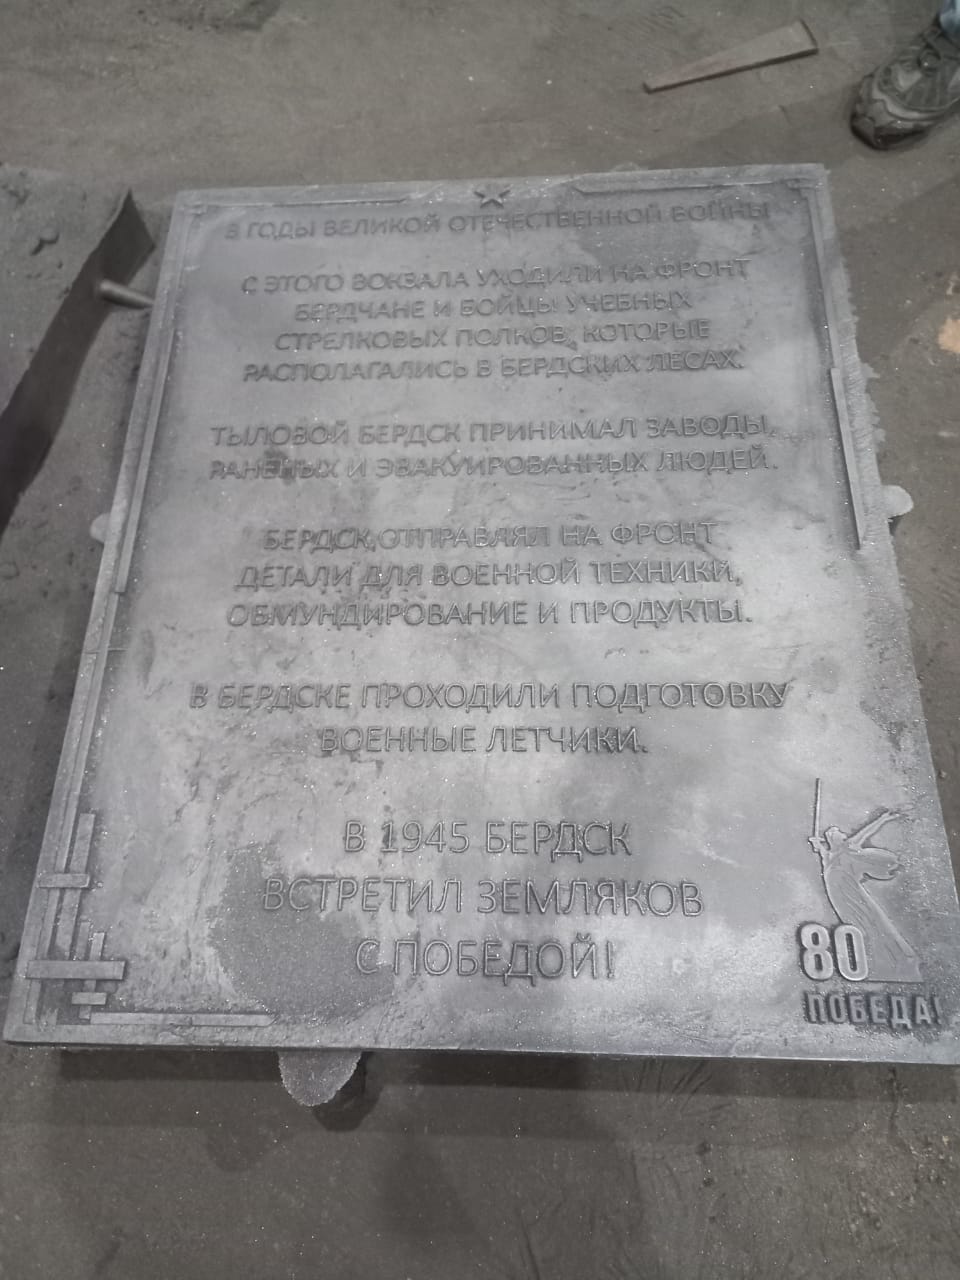 В ГОДЫ ВЕЛИКОЙ ОТЕЧЕСТВЕННОЙ ВОЙНЫ
С ЭТОГО ВОКЗАЛА УХОДИЛИ НА ФРОНТ
БЕРДЧАНЕ И БОЙЦЫ УЧЕБНЫХ
СТРЕЛКОВЫХ ПОЛКОВ, КОТОРЫЕ
РАСПОЛАГАЛИСЬ В БЕРДСКИХ ЛЕСАХ.
ТЫЛОВОЙ БЕРДСК ПРИНИМАЛ ЗАВОДЫ,
РАНЕНЫХ И ЭВАКУИРОВАННЫХ ЛЮДЕЙ.
БЕРДСК ОТПРАВЛЯЛ НА ФРОНТ
ДЕТАЛИ ДЛЯ ВОЕННОЙ ТЕХНИКИ,
ОБМУНДИРОВАНИЕ И ПРОДУКТЫ.
В БЕРДСКЕ ПРОХОДИЛИ ПОДГОТОВКУ
ВОЕННЫЕ ЛЕТЧИКИ.
В 1945 БЕРДСК
ВСТРЕТИЛ ЗЕМЛЯКОВ
С ПОБЕДОЙ!
80
ПОБЕДА!